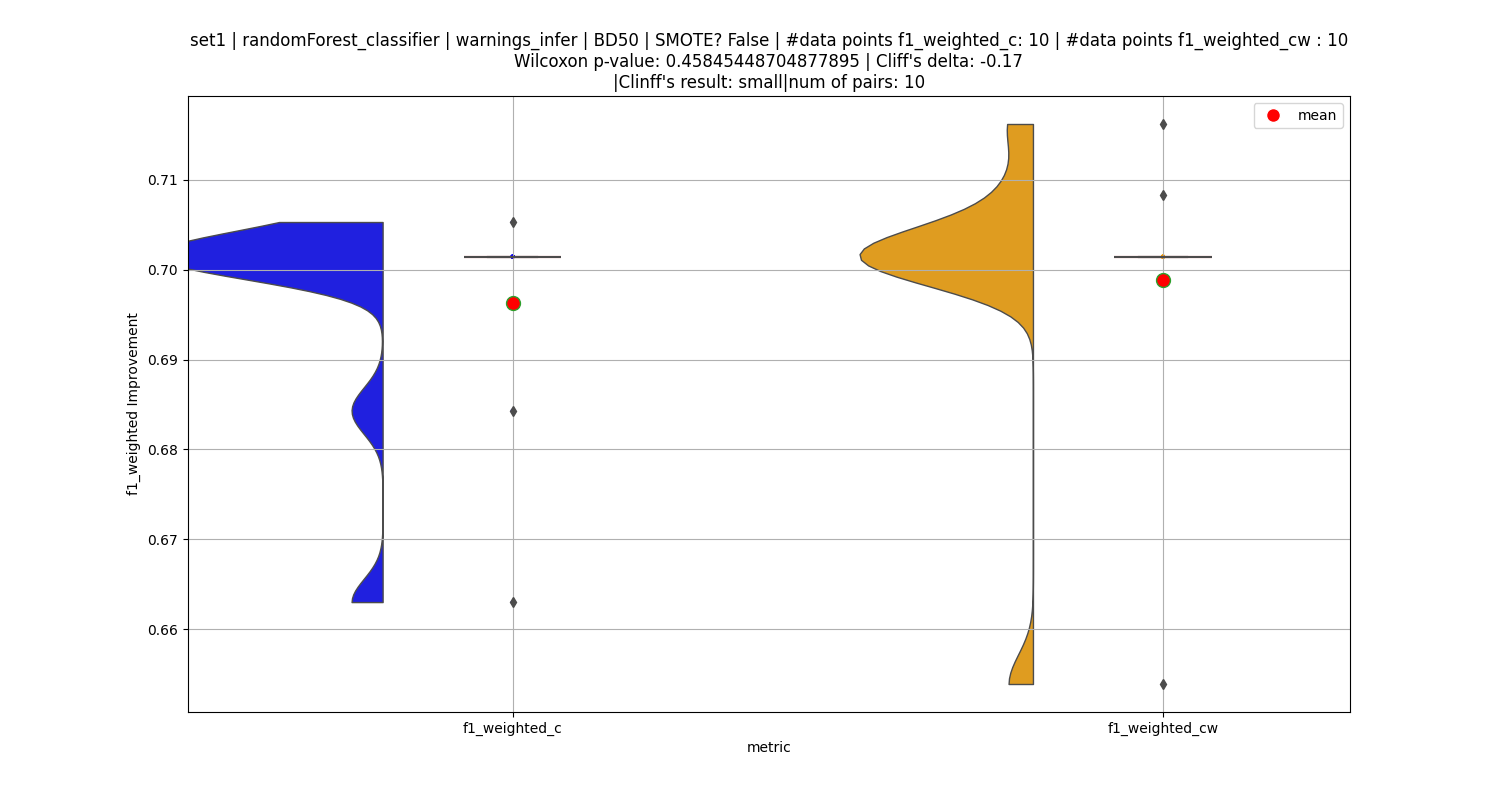 set1 | randomForest_classifier | warnings_infer | BD50 | SMOTE? False | #data points f1_weighted_c: 10 | #data points f1_weighted_cw : 10
Wilcoxon p-value: 0.45845448704877895 | Cliff's delta: -0.17
|Clinff's result: small|num of pairs: 10
mean
0.71
0.70
0.69
0.68
0.67
0.66
f1_weighted Improvement
f1_weighted_c
f1_weighted_cw
metric